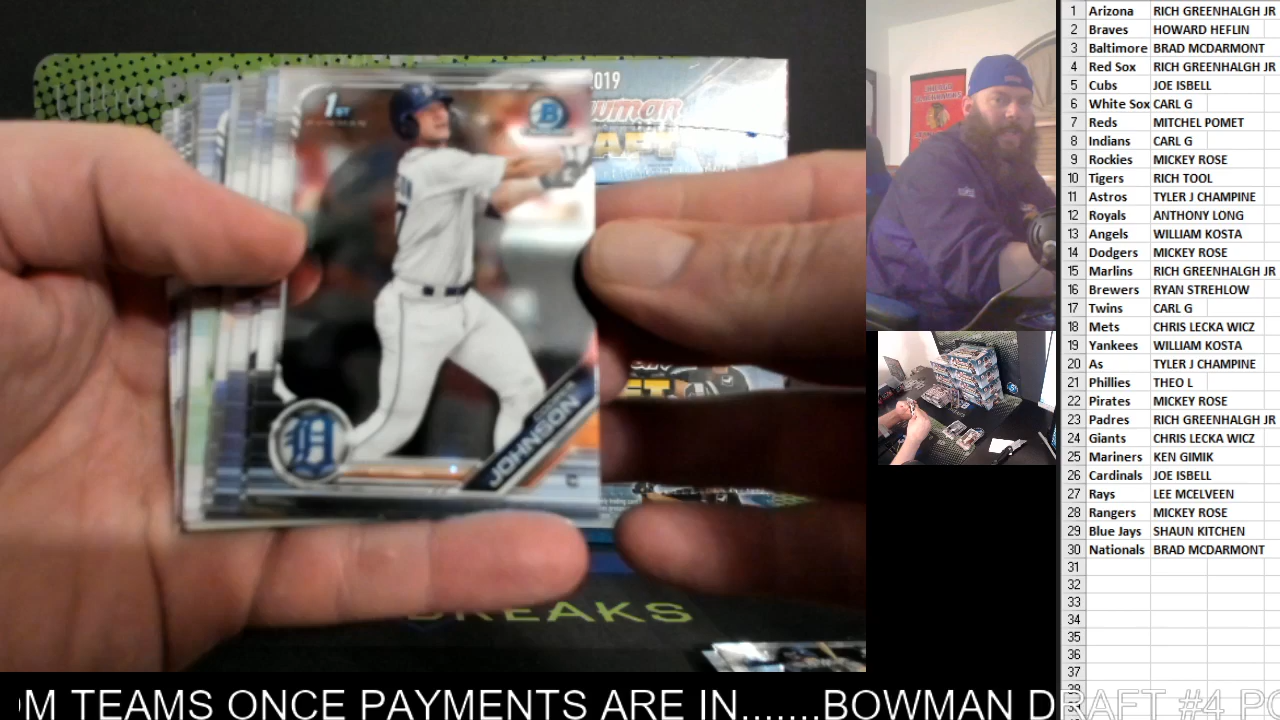 2019
1ST
JOHNSON
C
BREAKS
1 Arizona RICH GREENHALGH JR
2 Braves HOWARD HEFLIN
3 Baltimore BRAD MCDARMONT
4 Red Sox RICH GREENHALGH JR
5 Cubs JOE ISBELL
6 White Sox CARL G
7 Reds MITCHEL POMET
8 Indians CARL G
9 Rockies MICKEY ROSE
10 Tigers RICH TOOL
11 Astros TYLER J CHAMPINE
12 Royals ANTHONY LONG
13 Angels WILLIAM KOSTA
14 Dodgers MICKEY ROSE
15 Marlins RICH GREENHALGH JR
16 Brewers RYAN STREHLOW
17 Twins CARL G
18 Mets CHRIS LECKA WICZ
19 Yankees WILLIAM KOSTA
20 As TYLER J CHAMPINE
21 Phillies THEO L
22 Pirates MICKEY ROSE
23 Padres RICH GREENHALGH JR
24 Giants CHRIS LECKA WICZ
25 Mariners KEN GIMIK
26 Cardinals JOE ISBELL
27 Rays LEE MCELVEEN
28 Rangers MICKEY ROSE
29 Blue Jays SHAUN KITCHEN
30 Nationals BRAD MCDARMONT
31
32
33
34
35
36
37
M TEAMS ONCE PAYMENTS ARE IN.......BOWMAN DRAFT #4 PO